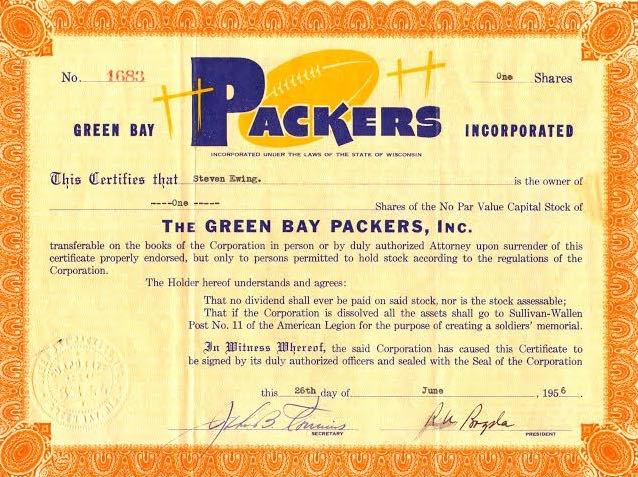 No. 1683
One Shares
PACKERS
GREEN BAY
INCORPORATED
INCORPORATED UNDER THE LAWS OF THE STATE OF WISCONSIN
This Certifies that Steven Ewing. is the owner of
----One ----- Shares of the No Par Value Capital Stock of
THE GREEN BAY PACKERS, INC.
transferable on the books of the Corporation in person or by duly authorized Attorney upon surrender of this
certificate properly endorsed, but only to persons permitted to hold stock according to the regulations of the
Corporation.
The Holder hereof understands and agrees:
That no dividend shall ever be paid on said stock, nor is the stock assessable;
That if the Corporation is dissolved all the assets shall go to Sullivan-Wallen
Post No. 11 of the American Legion for the purpose of creating a soldiers' memorial.
In Witness Whereof, the said Corporation has caused this Certificate to
be signed by its duly authorized officers and sealed with the Seal of the Corporation
this 26th day of June, 1956.
SECRETARY
PRESIDENT